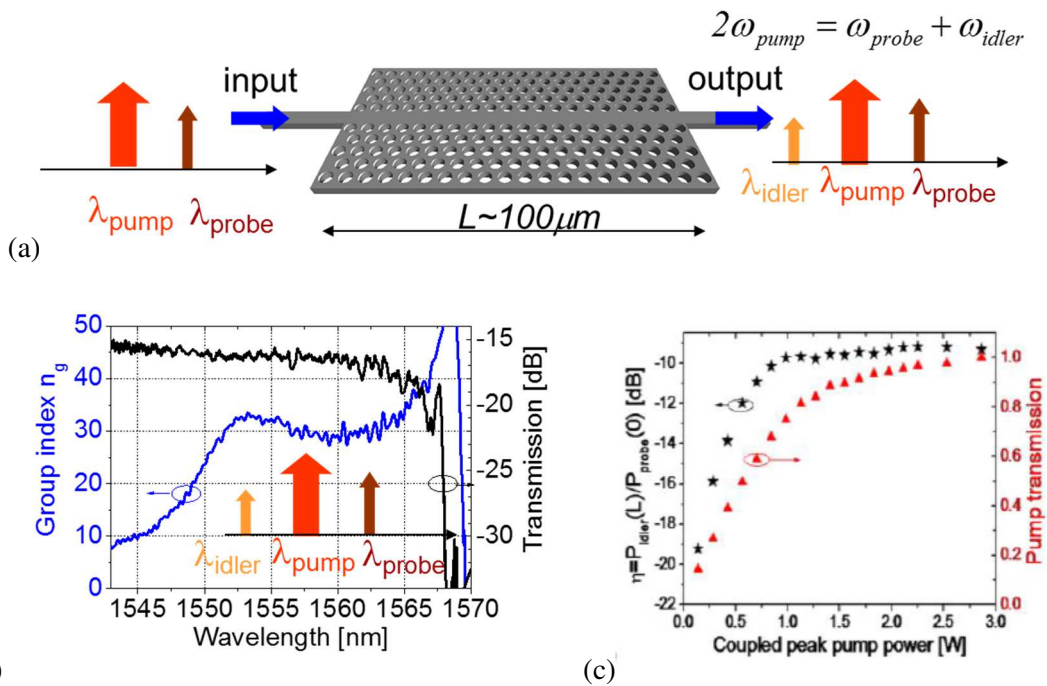 2ω_pump = ω_probe + ω_idler
input
output
λ_pump
λ_probe
λ_idler
λ_pump
λ_probe
L~100μm
(a)
50
40
30
20
10
0
Group index n_g
-15
-20
-25
-30
Transmission [dB]
λ_idler
λ_pump
λ_probe
1545 1550 1555 1560 1565 1570
Wavelength [nm]
)
-10
-12
-14
-16
-18
-20
-22
η≡P_idler(L)/P_probe(0) [dB]
1.0
0.8
0.6
0.4
0.2
0.0
Pump transmission
0.0 0.5 1.0 1.5 2.0 2.5 3.0
Coupled peak pump power [W]
(c)